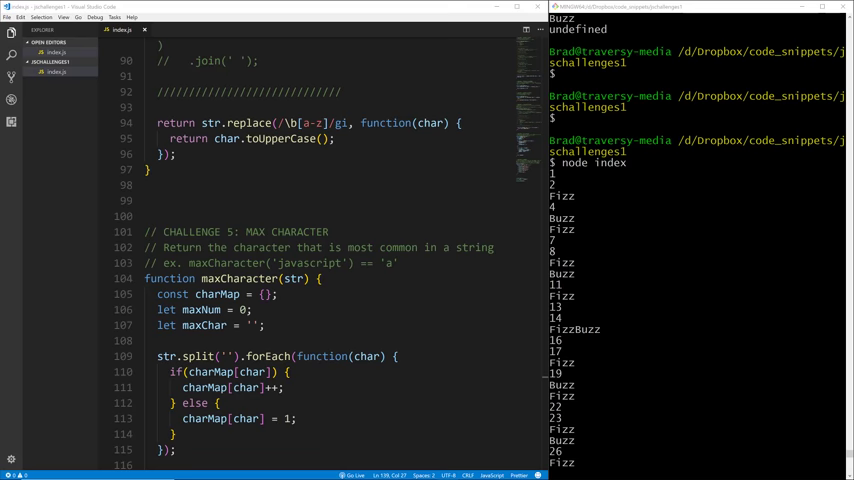 index.js - jschallenges1 - Visual Studio Code
File Edit Selection View Go Debug Tasks Help
EXPLORER
OPEN EDITORS
index.js
JSCHALLENGES1
index.js
index.js
)
90 //   .join(' ');
91
92 /////////////////////////////
93
94 return str.replace(/\b[a-z]/gi, function(char) {
95 return char.toUpperCase();
96 });
97 }
98
99
100
101 // CHALLENGE 5: MAX CHARACTER
102 // Return the character that is most common in a string
103 // ex. maxCharacter('javascript') == 'a'
104 function maxCharacter(str) {
105 const charMap = {};
106 let maxNum = 0;
107 let maxChar = '';
108
109 str.split('').forEach(function(char) {
110 if(charMap[char]) {
111 charMap[char]++;
112 } else {
113 charMap[char] = 1;
114 }
115 });
116
0 0
Go Live Ln 139, Col 27 Spaces: 2 UTF-8 CRLF JavaScript Prettier
MINGW64:/d/Dropbox/code_snippets/jschallenges1
Buzz
undefined
Brad@traversy-media /d/Dropbox/code_snippets/j
schallenges1
$
Brad@traversy-media /d/Dropbox/code_snippets/j
schallenges1
$
Brad@traversy-media /d/Dropbox/code_snippets/j
schallenges1
$ node index
1
2
Fizz
4
Buzz
Fizz
7
8
Fizz
Buzz
11
Fizz
13
14
FizzBuzz
16
17
Fizz
19
Buzz
Fizz
22
23
Fizz
Buzz
26
Fizz